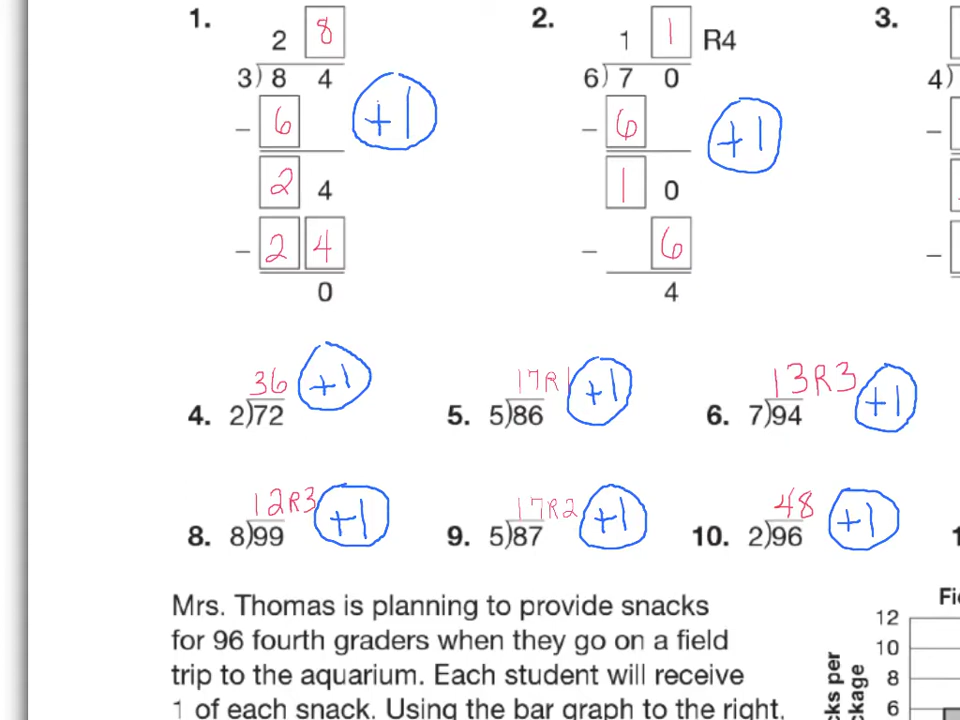 1. 2 8
3)8 4
- 6
2 4
- 2 4
0
+1
2. 1 1 R4
6)7 0
- 6
1 0
- 6
4
+1
3.
4)
-
-
36 +1
4. 2)72
17R1 +1
5. 5)86
13R3 +1
6. 7)94
12R3 +1
8. 8)99
17R2 +1
9. 5)87
48 +1
10. 2)96
Mrs. Thomas is planning to provide snacks
for 96 fourth graders when they go on a field
trip to the aquarium. Each student will receive
1 of each snack. Using the bar graph to the right,
12
10
8
6